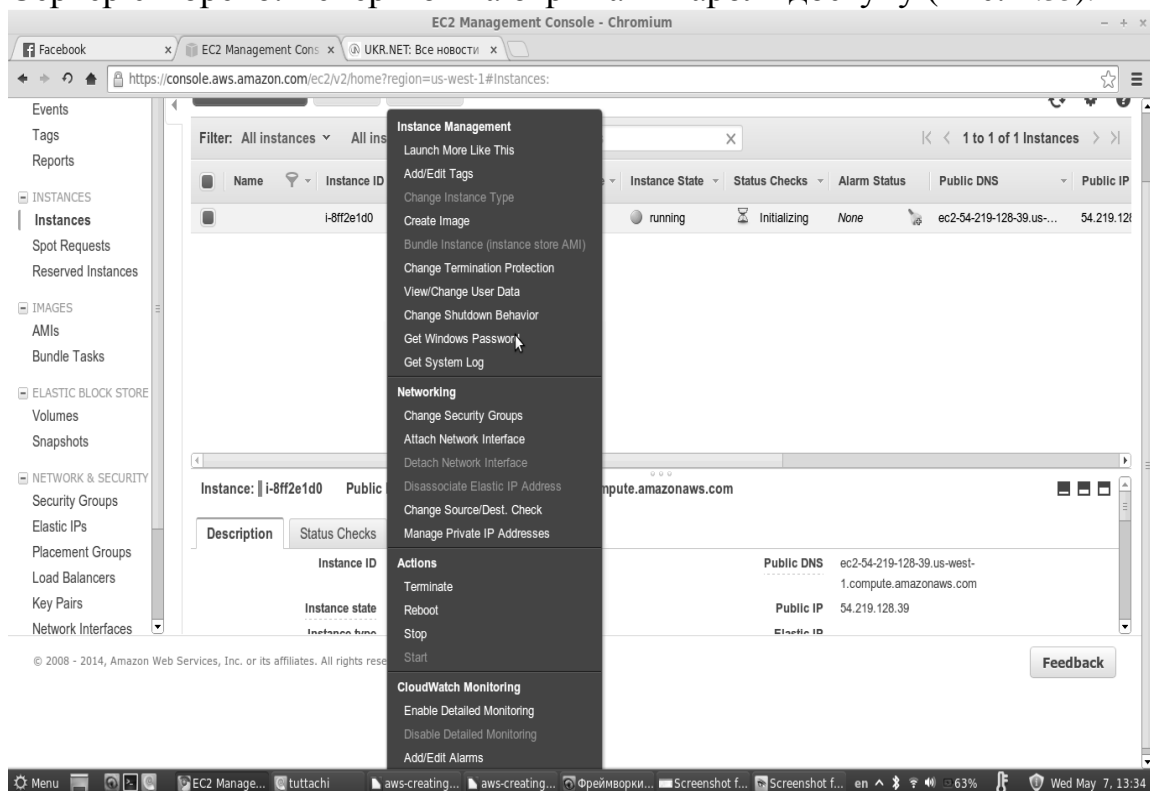 EC2 Management Console - Chromium
Facebook x EC2 Management Cons x UKR.NET: Все новости x
https://console.aws.amazon.com/ec2/v2/home?region=us-west-1#Instances:
Events
Tags
Reports
INSTANCES
Instances
Spot Requests
Reserved Instances
IMAGES
AMIs
Bundle Tasks
ELASTIC BLOCK STORE
Volumes
Snapshots
NETWORK & SECURITY
Security Groups
Elastic IPs
Placement Groups
Load Balancers
Key Pairs
Network Interfaces
Filter: All instances All ins
1 to 1 of 1 Instances
Name Instance ID Instance State Status Checks Alarm Status Public DNS Public IP
i-8ff2e1d0 running Initializing None ec2-54-219-128-39.us-... 54.219.128
Instance Management
Launch More Like This
Add/Edit Tags
Change Instance Type
Create Image
Bundle Instance (instance store AMI)
Change Termination Protection
View/Change User Data
Change Shutdown Behavior
Get Windows Password
Get System Log
Networking
Change Security Groups
Attach Network Interface
Detach Network Interface
Disassociate Elastic IP Address
Change Source/Dest. Check
Manage Private IP Addresses
Actions
Terminate
Reboot
Stop
Start
CloudWatch Monitoring
Enable Detailed Monitoring
Disable Detailed Monitoring
Add/Edit Alarms
Instance: i-8ff2e1d0 Public mpute.amazonaws.com
Description Status Checks
Instance ID Public DNS ec2-54-219-128-39.us-west-
1.compute.amazonaws.com
Instance state Public IP 54.219.128.39
Instance type Elastic IP
© 2008 - 2014, Amazon Web Services, Inc. or its affiliates. All rights rese
Feedback
Menu EC2 Manage... tuttachi aws-creating... aws-creating... Фреймворки... Screenshot f... Screenshot f... en 63% Wed May 7, 13:34